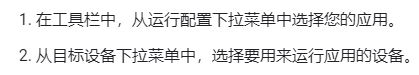 1. 在工具栏中，从运行配置下拉菜单中选择您的应用。
2. 从目标设备下拉菜单中，选择要用来运行应用的设备。